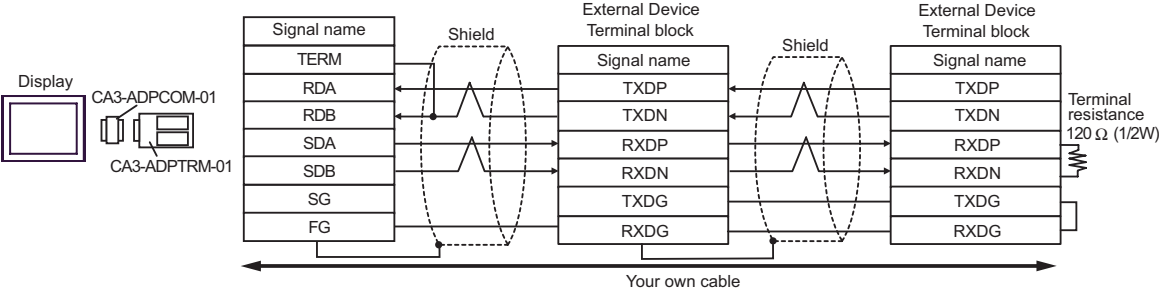 Display
CA3-ADPCOM-01
CA3-ADPTRM-01
Signal name
TERM
RDA
RDB
SDA
SDB
SG
FG
Shield
External Device
Terminal block
Signal name
TXDP
TXDN
RXDP
RXDN
TXDG
RXDG
Shield
External Device
Terminal block
Signal name
TXDP
TXDN
RXDP
RXDN
TXDG
RXDG
Terminal
resistance
120 Ω (1/2W)
Your own cable